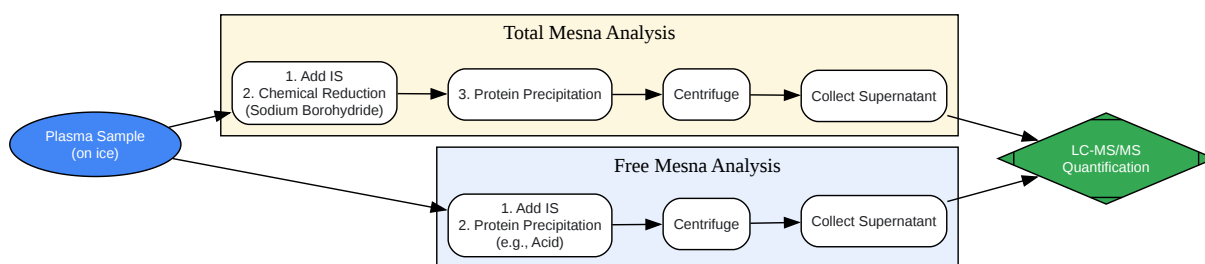 Total Mesna Analysis
1. Add IS
2. Chemical Reduction
(Sodium Borohydride)
3. Protein Precipitation
Centrifuge
Collect Supernatant
Plasma Sample
(on ice)
LC-MS/MS
Quantification
Free Mesna Analysis
1. Add IS
2. Protein Precipitation
(e.g., Acid)
Centrifuge
Collect Supernatant